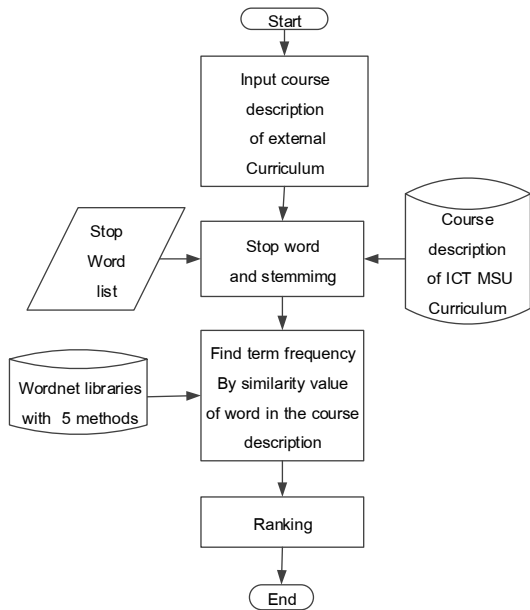 Start
Input course
description
of external
Curriculum
Stop
Word
list
Stop word
and stemmimg
Course
description
of ICT MSU
Curriculum
Wordnet libraries
with 5 methods
Find term frequency
By similarity value
of word in the course
description
Ranking
End